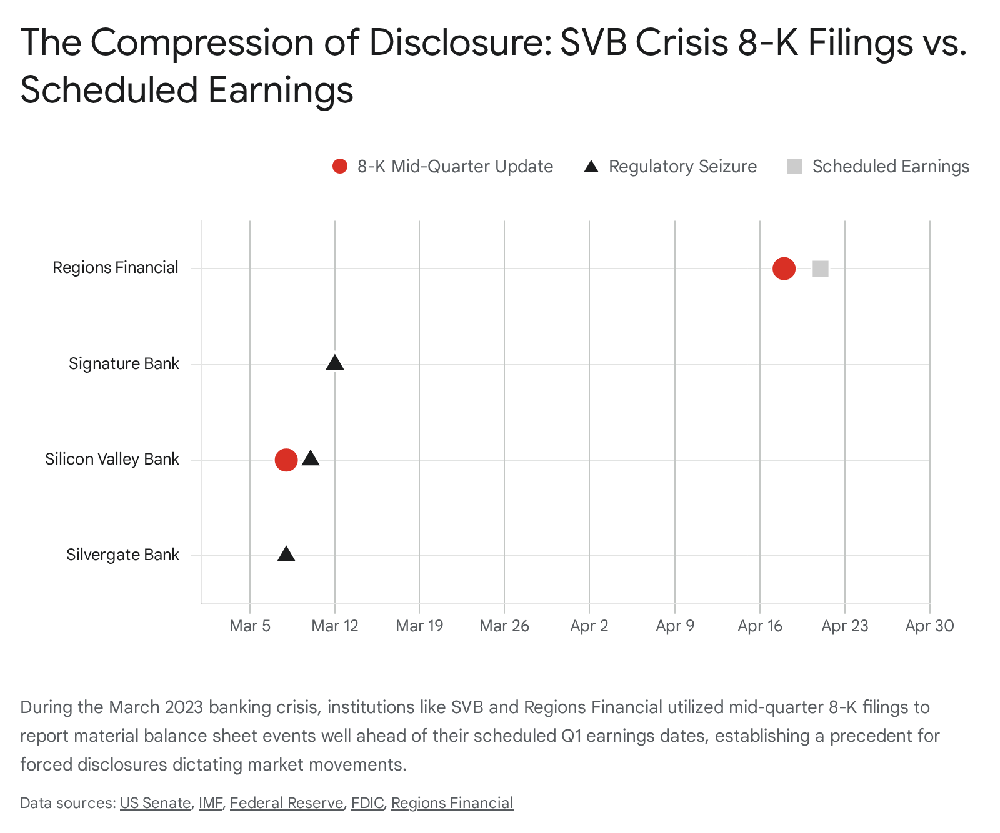 The Compression of Disclosure: SVB Crisis 8-K Filings vs.
Scheduled Earnings
8-K Mid-Quarter Update
Regulatory Seizure
Scheduled Earnings
Regions Financial
Signature Bank
Silicon Valley Bank
Silvergate Bank
Mar 5
Mar 12
Mar 19
Mar 26
Apr 2
Apr 9
Apr 16
Apr 23
Apr 30
During the March 2023 banking crisis, institutions like SVB and Regions Financial utilized mid-quarter 8-K filings to
report material balance sheet events well ahead of their scheduled Q1 earnings dates, establishing a precedent for
forced disclosures dictating market movements.
Data sources: US Senate, IMF, Federal Reserve, FDIC, Regions Financial